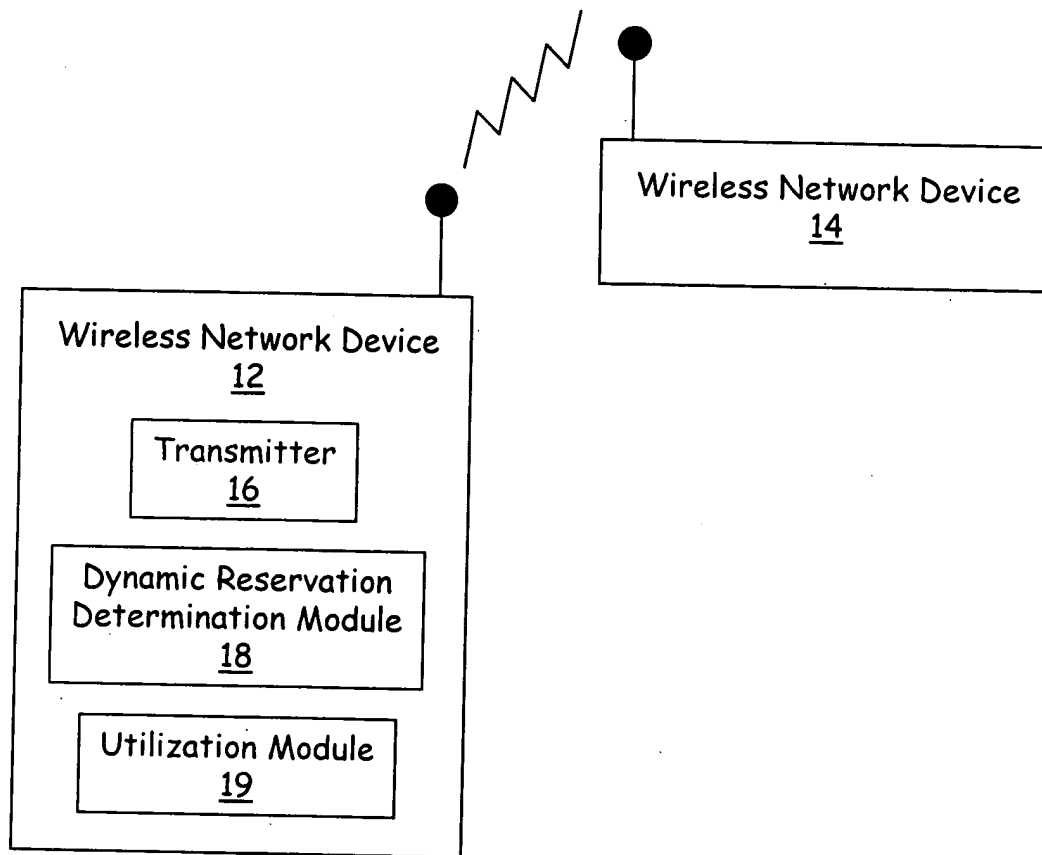 Wireless Network Device
14
Wireless Network Device
12
Transmitter
16
Dynamic Reservation
Determination Module
18
Utilization Module
19